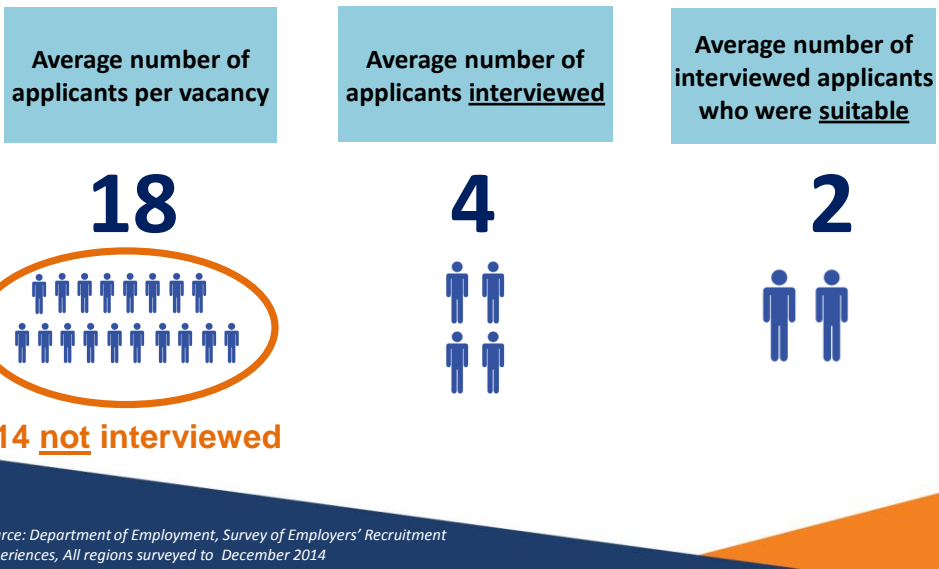 Average number of
applicants per vacancy
Average number of
applicants interviewed
Average number of
interviewed applicants
who were suitable
18
4
2
14 not interviewed
rce: Department of Employment, Survey of Employers' Recruitment
periences, All regions surveyed to December 2014